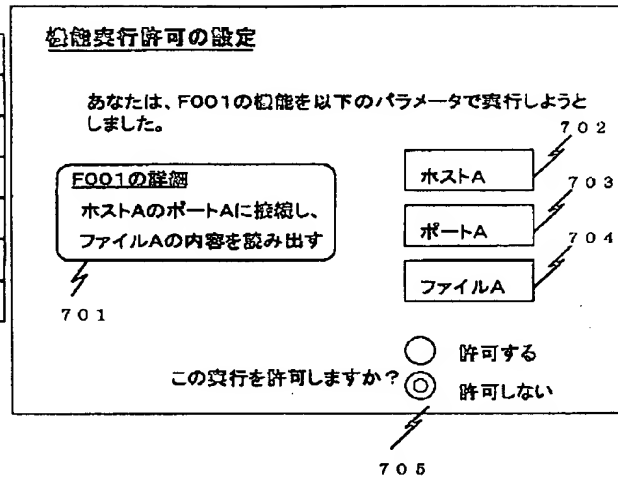 機能実行許可の設定
あなたは、F001の機能を以下のパラメータで実行しようと
しました。
702
F001の詳細
ホストAのポートAに接続し、
ファイルAの内容を読み出す
701
ホストA
703
ポートA
704
ファイルA
この実行を許可しますか?
許可する
許可しない
705